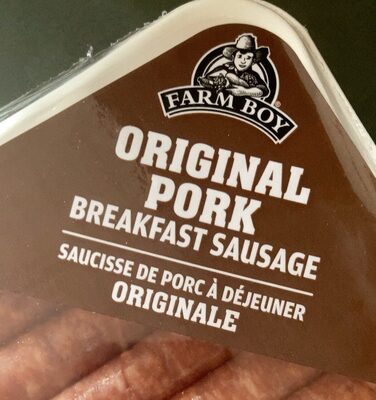 FARM BOY
ORIGINAL
PORK
BREAKFAST SAUSAGE
SAUCISSE DE PORC À DÉJEUNER
ORIGINALE